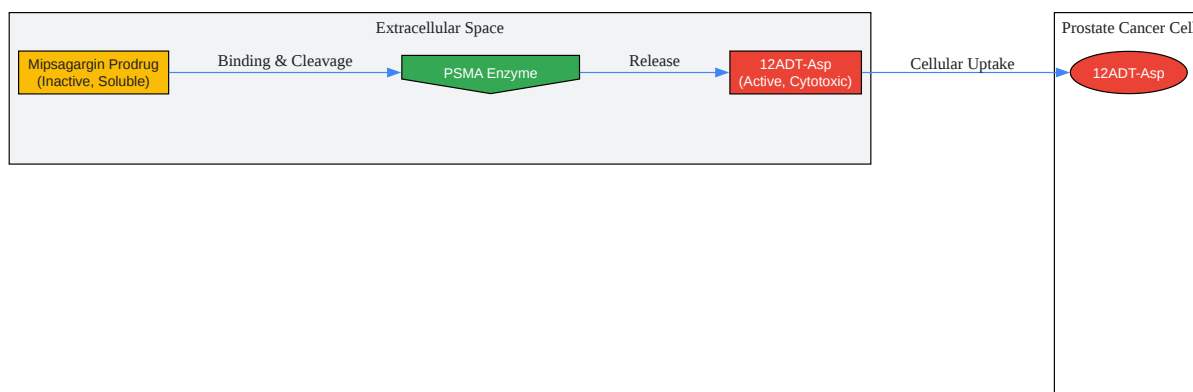 Extracellular Space
Prostate Cancer Cell
Mipsagargin Prodrug
(Inactive, Soluble)
Binding & Cleavage
PSMA Enzyme
Release
12ADT-Asp
(Active, Cytotoxic)
Cellular Uptake
12ADT-Asp